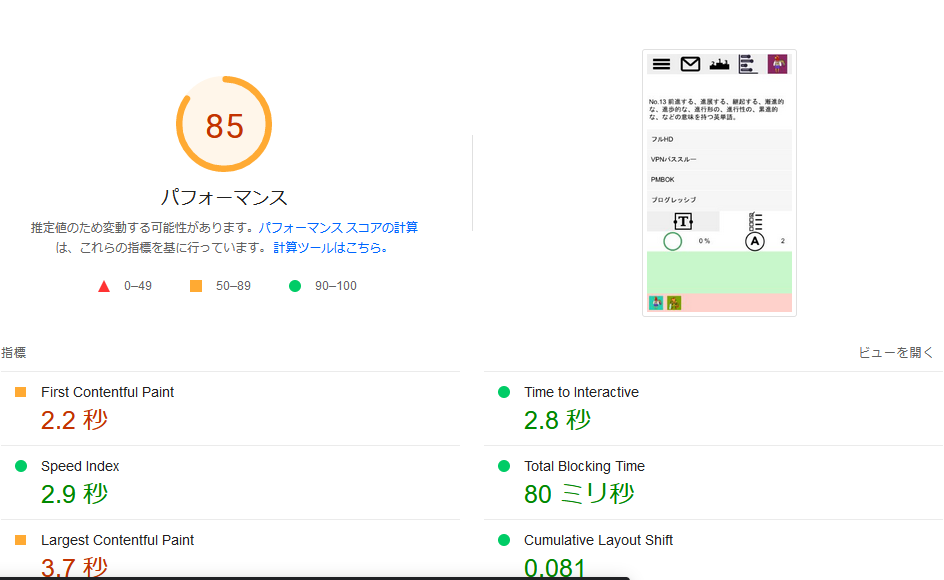 85
パフォーマンス
推定値のため変動する可能性があります。パフォーマンス スコアの計算
は、これらの指標を基に行っています。計算ツールはこちら。
0–49
50–89
90–100
No.13 前進する、進展する、継起する、漸進的
な、進歩的な、進行形の、進行性の、累進的
な、などの意味を持つ英単語。
フルHD
VPNパススルー
PMBOK
プログレッシブ
T
0 %
A
2
指標
ビューを開く
First Contentful Paint
2.2 秒
Time to Interactive
2.8 秒
Speed Index
2.9 秒
Total Blocking Time
80 ミリ秒
Largest Contentful Paint
3.7 秒
Cumulative Layout Shift
0.081